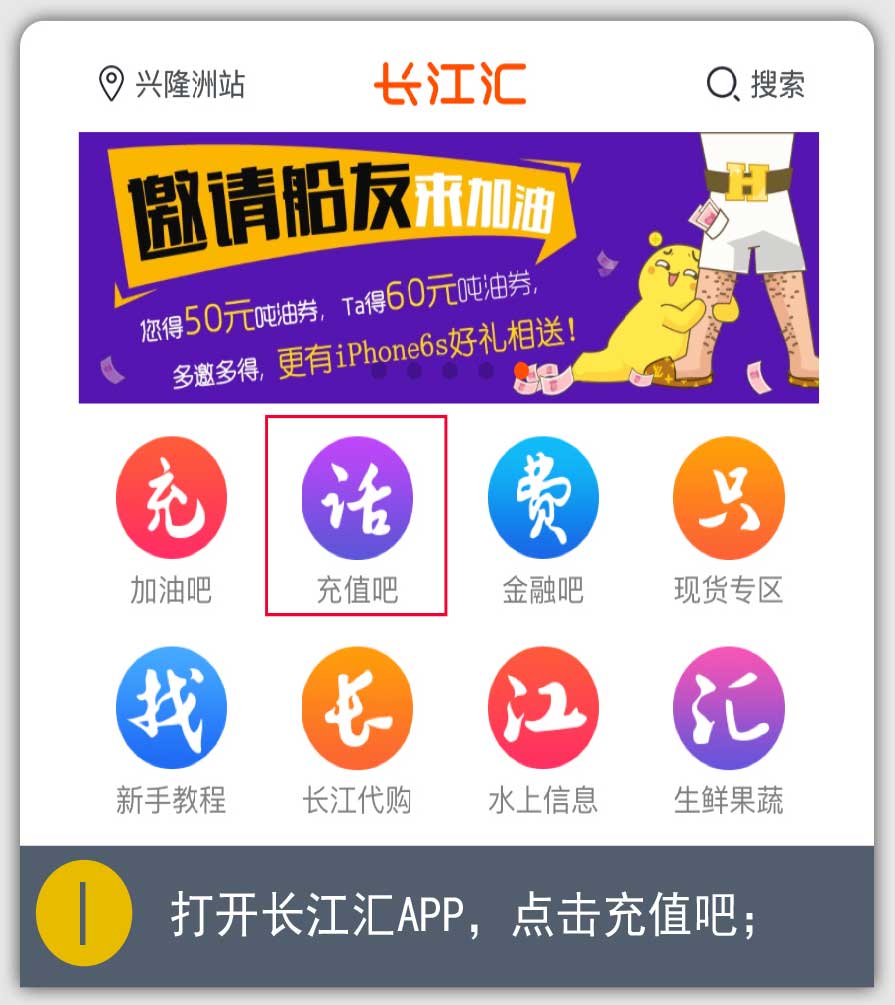 兴隆洲站 长江汇 搜索
邀请船友来加油
您得50元吨油券，Ta得60元吨油券，
多邀多得，更有iPhone6s好礼相送！
H
充 话 费 只
加油吧 充值吧 金融吧 现货专区
找 长 江 汇
新手教程 长江代购 水上信息 生鲜果蔬
| 打开长江汇APP，点击充值吧；